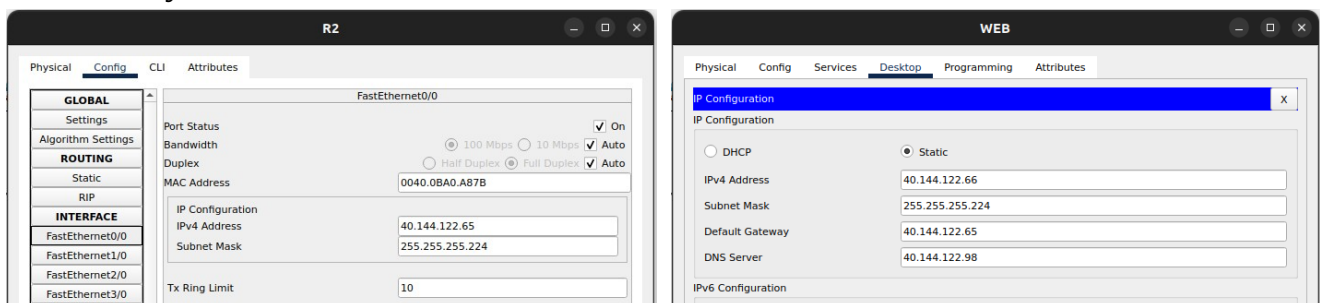 R2
Physical Config CLI Attributes
GLOBAL
Settings
Algorithm Settings
ROUTING
Static
RIP
INTERFACE
FastEthernet0/0
FastEthernet1/0
FastEthernet2/0
FastEthernet3/0
FastEthernet0/0
Port Status On
Bandwidth 100 Mbps 10 Mbps Auto
Duplex Half Duplex Full Duplex Auto
MAC Address 0040.0BA0.A87B
IP Configuration
IPv4 Address 40.144.122.65
Subnet Mask 255.255.255.224
Tx Ring Limit 10
WEB
Physical Config Services Desktop Programming Attributes
IP Configuration X
IP Configuration
DHCP Static
IPv4 Address 40.144.122.66
Subnet Mask 255.255.255.224
Default Gateway 40.144.122.65
DNS Server 40.144.122.98
IPv6 Configuration